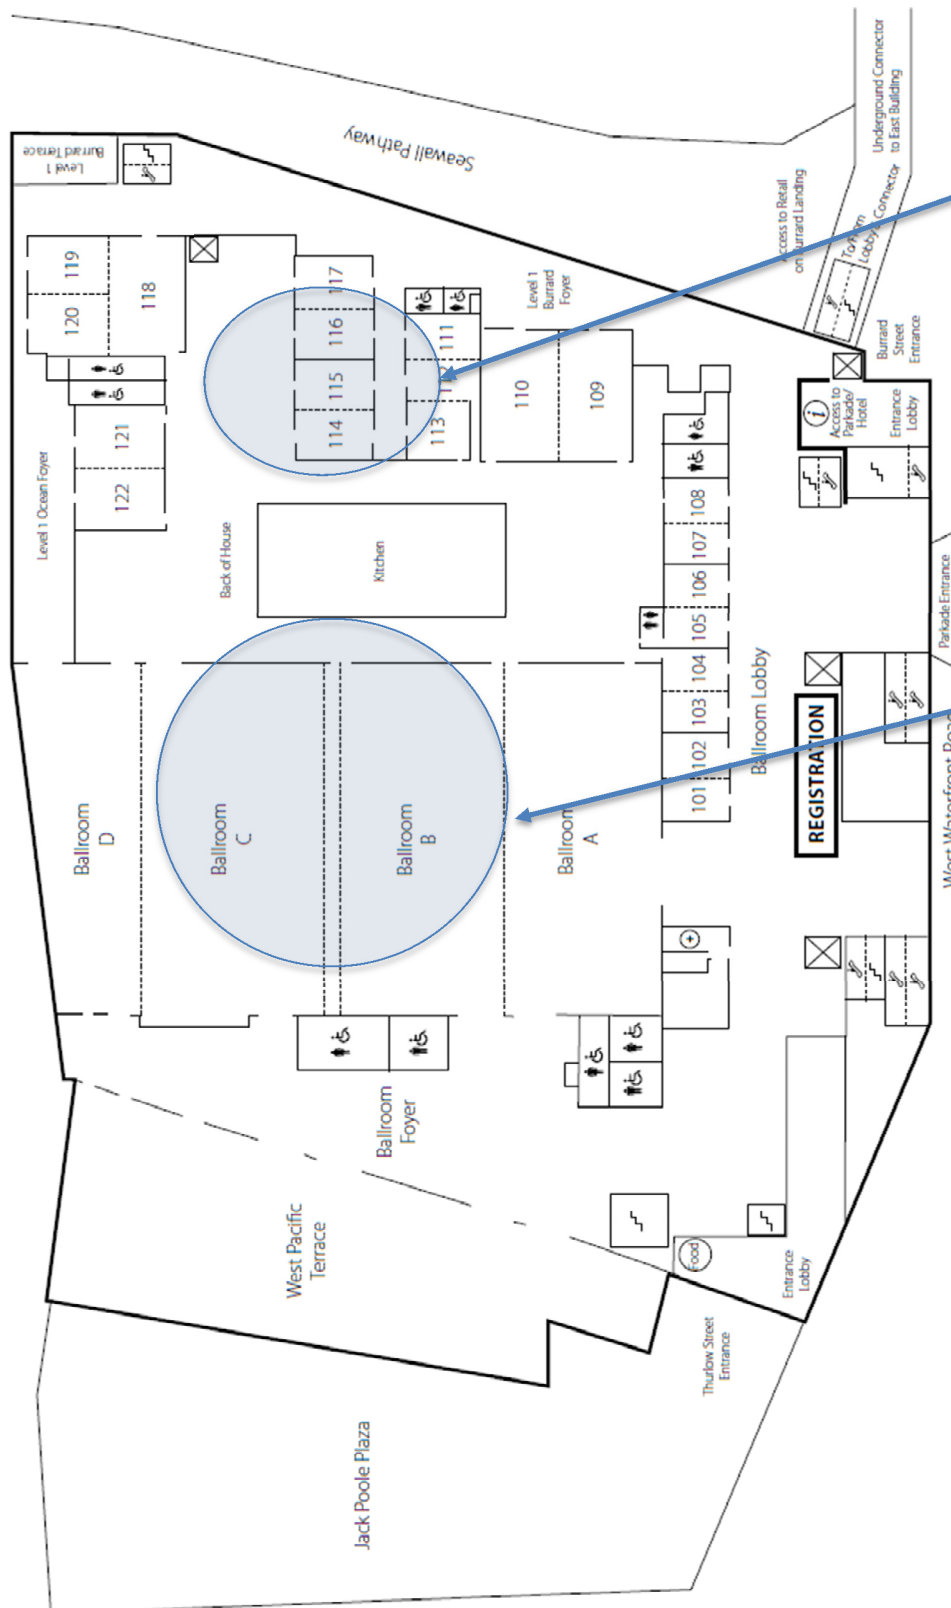 Level 1
Burrard Terrace
Seawall Pathway
Underground Connector
to East Building
Access to Retail
on Burrard Landing
To/From
Lobby & Connector
119
120
118
117
116
115
114
111
112
113
Level 1
Burrard
Foyer
110
109
Burrard
Street
Entrance
i
Access to
Parkade/
Hotel
Entrance
Lobby
121
122
Level 1 Ocean Foyer
Back of House
Kitchen
108
107
106
105
104
103
102
101
Ballroom Lobby
REGISTRATION
Parkade Entrance
West Waterfront Road
Ballroom
D
Ballroom
C
Ballroom
B
Ballroom
A
Ballroom
Foyer
West Pacific
Terrace
Food
Entrance
Lobby
Thurlow Street
Entrance
Jack Poole Plaza